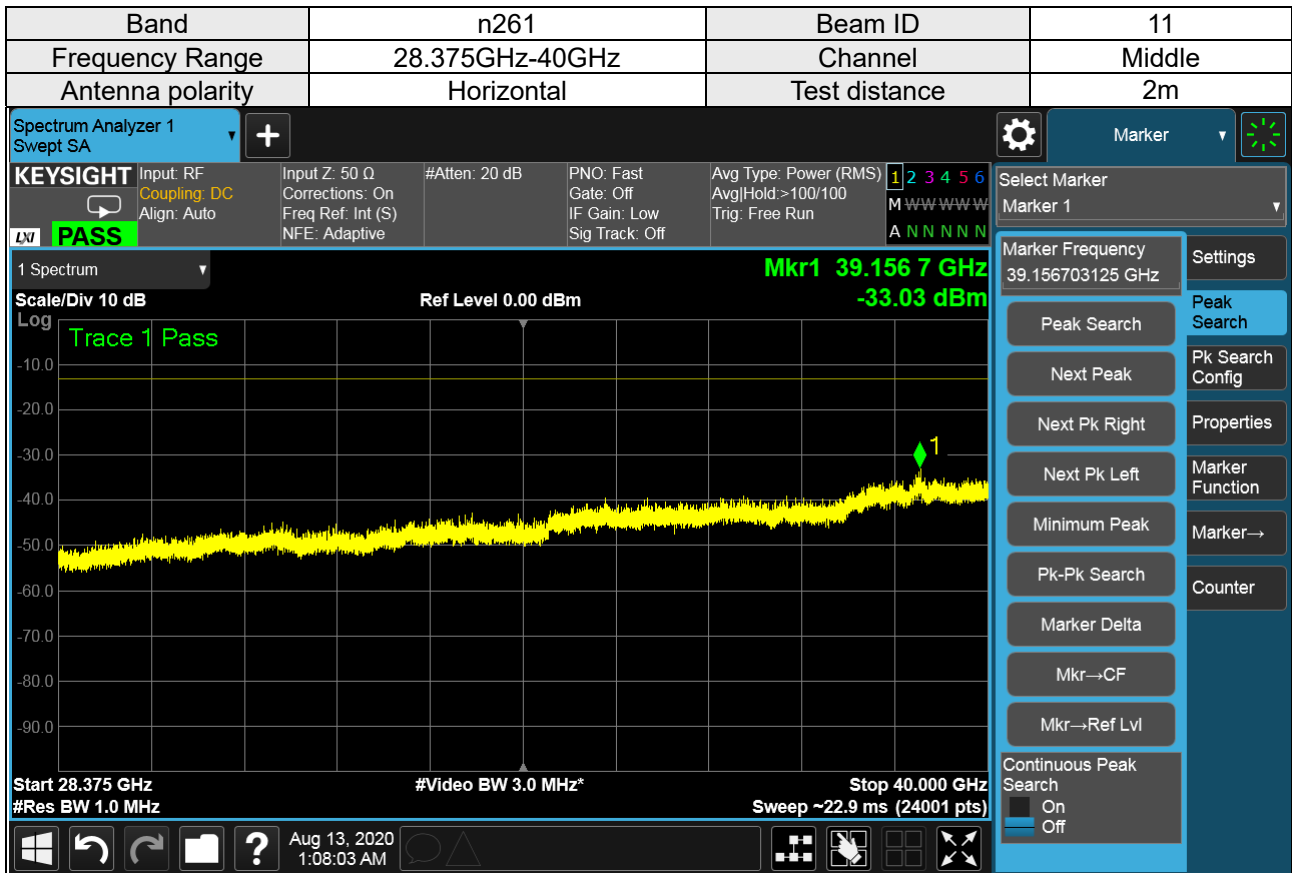 Band n261 Beam ID 11
Frequency Range 28.375GHz-40GHz Channel Middle
Antenna polarity Horizontal Test distance 2m
Spectrum Analyzer 1
Swept SA
+
Marker
KEYSIGHT
LXI PASS
Input: RF
Coupling: DC
Align: Auto
Input Z: 50 Ω
Corrections: On
Freq Ref: Int (S)
NFE: Adaptive
#Atten: 20 dB
PNO: Fast
Gate: Off
IF Gain: Low
Sig Track: Off
Avg Type: Power (RMS)
Avg|Hold:>100/100
Trig: Free Run
1 2 3 4 5 6
M W W W W W
A N N N N N
Select Marker
Marker 1
1 Spectrum
Mkr1 39.156 7 GHz
-33.03 dBm
Scale/Div 10 dB
Ref Level 0.00 dBm
Log
Trace 1 Pass
1
-10.0
-20.0
-30.0
-40.0
-50.0
-60.0
-70.0
-80.0
-90.0
Start 28.375 GHz
#Video BW 3.0 MHz*
Stop 40.000 GHz
#Res BW 1.0 MHz
Sweep ~22.9 ms (24001 pts)
Marker Frequency
39.156703125 GHz
Peak Search
Next Peak
Next Pk Right
Next Pk Left
Minimum Peak
Pk-Pk Search
Marker Delta
Mkr→CF
Mkr→Ref Lvl
Continuous Peak
Search
On
Off
Settings
Peak
Search
Pk Search
Config
Properties
Marker
Function
Marker→
Counter
?
Aug 13, 2020
1:08:03 AM